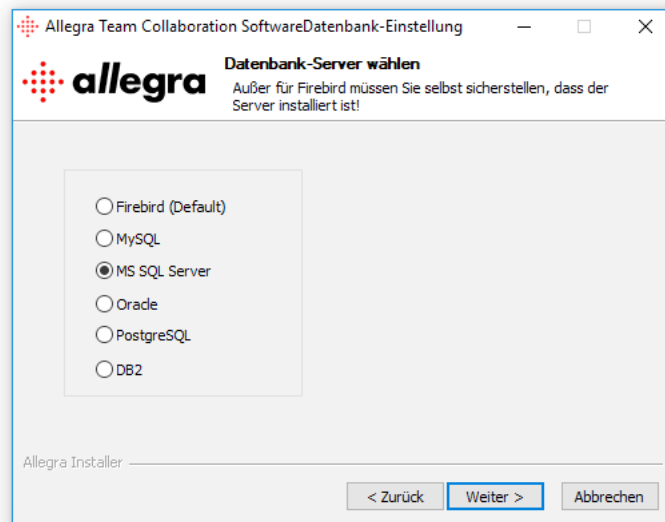 Allegra Team Collaboration SoftwareDatenbank-Einstellung
allegra
Datenbank-Server wählen
Außer für Firebird müssen Sie selbst sicherstellen, dass der
Server installiert ist!
Firebird (Default)
MySQL
MS SQL Server
Oracle
PostgreSQL
DB2
Allegra Installer
< Zurück
Weiter >
Abbrechen